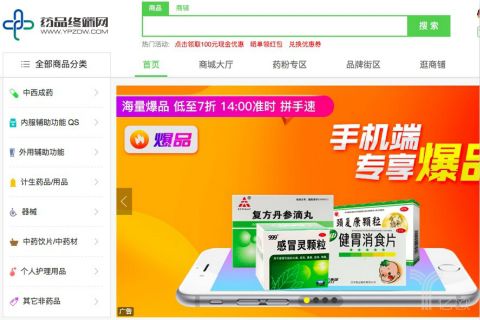 商品 商铺
药品终端网
WWW.YPZDW.COM
搜 索
热门活动: 点击领取100元现金优惠 晒单领红包 兑换优惠券
全部商品分类
首页 商城大厅 药粉专区 品牌街区 逛商铺
中西成药
内服辅助功能 QS
外用辅助功能
计生药品/用品
器械
中药饮片/中药材
个人护理用品
其它非药品
海量爆品 低至7折 14:00准时 拼手速
爆品
手机端
专享爆品
复方丹参滴丸
999
感冒灵颗粒
健胃消食片
广告
亿欧